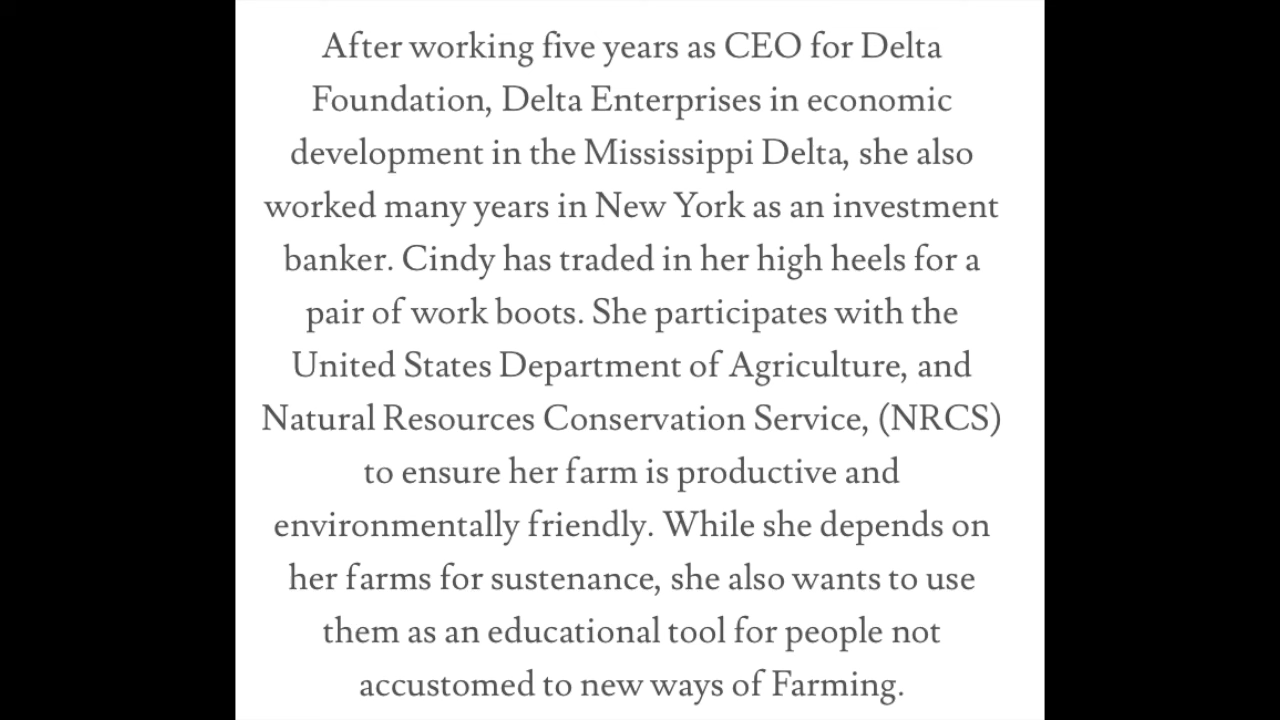 After working five years as CEO for Delta
Foundation, Delta Enterprises in economic
development in the Mississippi Delta, she also
worked many years in New York as an investment
banker. Cindy has traded in her high heels for a
pair of work boots. She participates with the
United States Department of Agriculture, and
Natural Resources Conservation Service, (NRCS)
to ensure her farm is productive and
environmentally friendly. While she depends on
her farms for sustenance, she also wants to use
them as an educational tool for people not
accustomed to new ways of Farming.